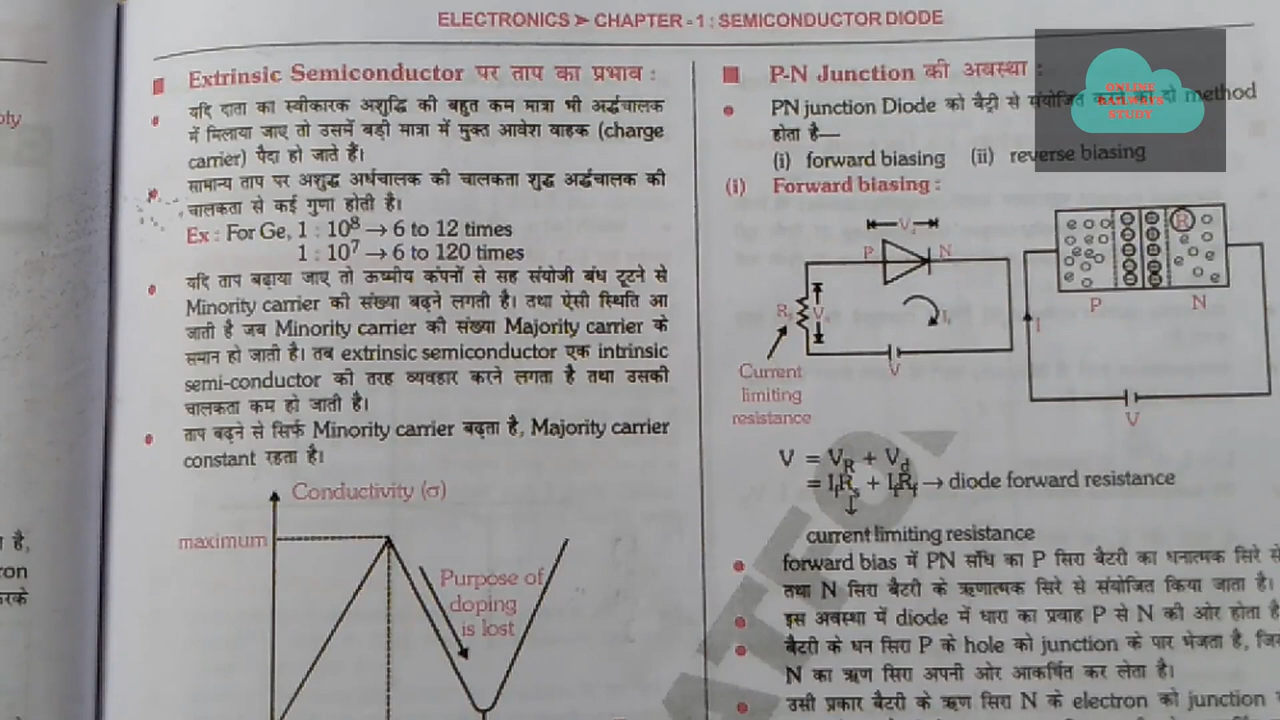 ELECTRONICS ➢ CHAPTER - 1 : SEMICONDUCTOR DIODE
Extrinsic Semiconductor पर ताप का प्रभाव :
यदि दाता का स्वीकारक अशुद्धि की बहुत कम मात्रा भी अर्द्धचालक
में मिलाया जाए तो उसमें बड़ी मात्रा में मुक्त आवेश वाहक (charge
carrier) पैदा हो जाते हैं।
सामान्य ताप पर अशुद्ध अर्धचालक की चालकता शुद्ध अर्द्धचालक की
चालकता से कई गुणा होती है।
Ex : For Ge, 1 : 10⁸ → 6 to 12 times
1 : 10⁷ → 6 to 120 times
यदि ताप बढ़ाया जाए तो ऊष्मीय कंपनों से सह संयोजी बंध टूटने से
Minority carrier की संख्या बढ़ने लगती है। तथा ऐसी स्थिति आ
जाती है जब Minority carrier की संख्या Majority carrier के
समान हो जाती है। तब extrinsic semiconductor एक intrinsic
semi-conductor की तरह व्यवहार करने लगता है तथा उसकी
चालकता कम हो जाती है।
ताप बढ़ने से सिर्फ Minority carrier बढ़ता है, Majority carrier
constant रहता है।
Conductivity (σ)
maximum
Purpose of
doping
is lost
P-N Junction की अवस्था :
PN junction Diode को बैट्री से संयोजित करने का दो method
होता है—
(i) forward biasing (ii) reverse biasing
(i) Forward biasing :
P N
R
P N
I
V
V
Current
limiting
resistance
V = V_R + V_d
= I_fR_s + I_fR_f → diode forward resistance
↓
current limiting resistance
forward bias में PN संधि का P सिरा बैटरी का धनात्मक सिरे से
तथा N सिरा बैटरी के ऋणात्मक सिरे से संयोजित किया जाता है।
इस अवस्था में diode में धारा का प्रवाह P से N की ओर होता है
बैटरी के धन सिरा P के hole को junction के पार भेजता है,
N का ऋण सिरा अपनी ओर आकर्षित कर लेता है।
उसी प्रकार बैटरी के ऋण सिरा N के electron को junction
ONLINE
RAILWAYS
STUDY
है,
ron